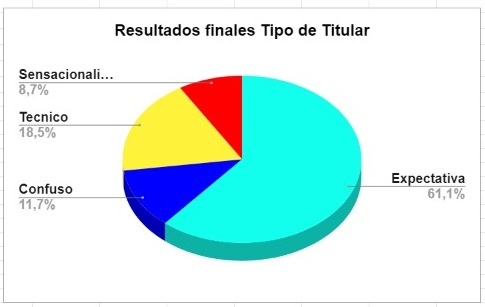 Resultados finales Tipo de Titular
Sensacionali...
8,7%
Tecnico
18,5%
Confuso
11,7%
Expectativa
61,1%